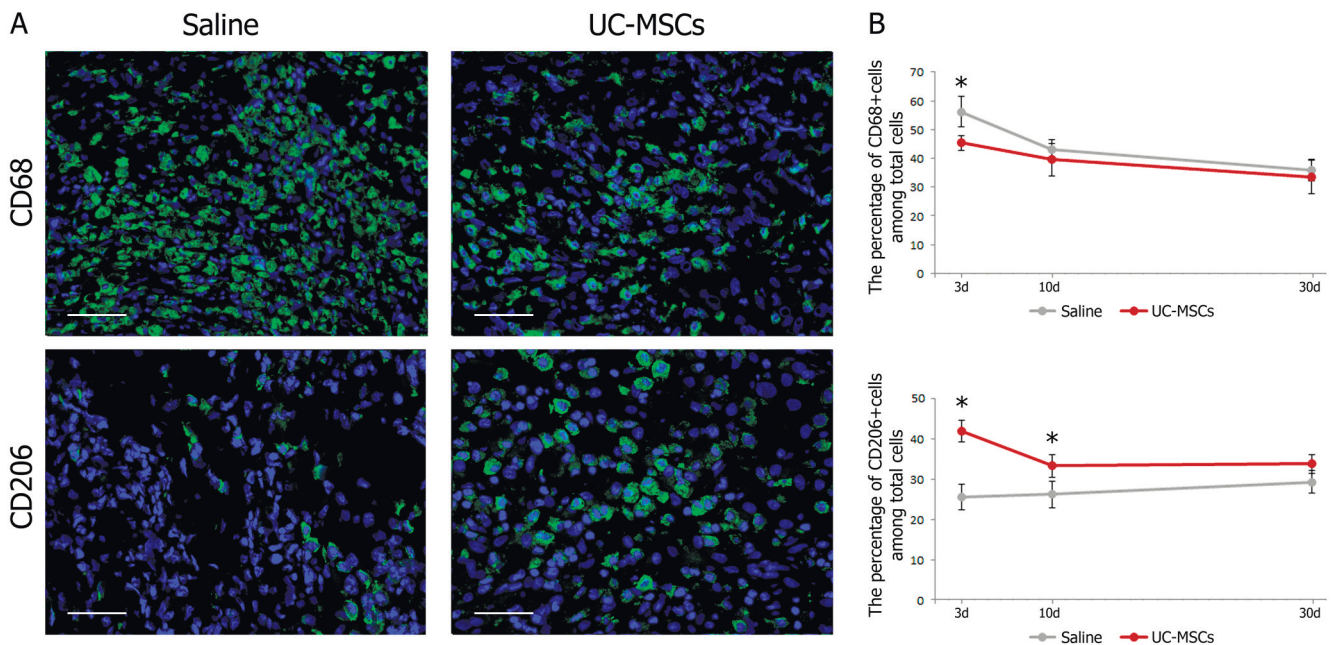 A
Saline
UC-MSCs
CD68
CD206
B
The percentage of CD68+cells
among total cells
70
60
50
40
30
20
10
0
*
3d
10d
30d
Saline
UC-MSCs
The percentage of CD206+cells
among total cells
50
40
30
20
10
0
*
*
3d
10d
30d
Saline
UC-MSCs